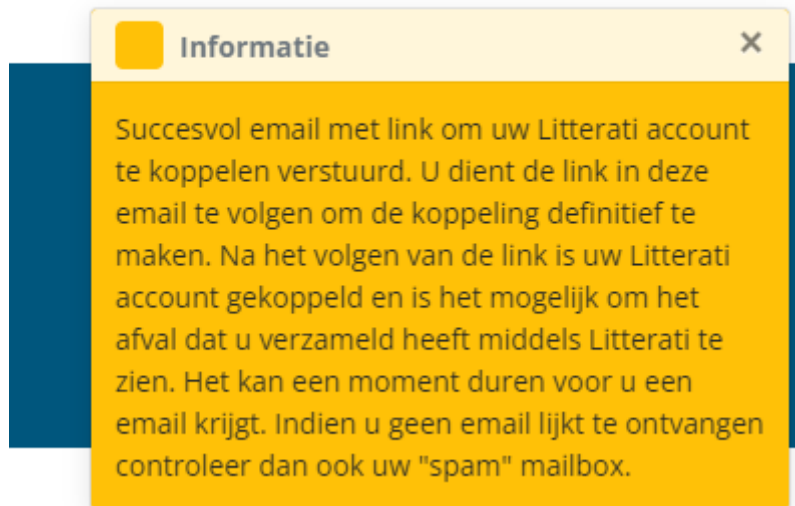 Informatie
Succesvol email met link om uw Litterati account
te koppelen verstuurd. U dient de link in deze
email te volgen om de koppeling definitief te
maken. Na het volgen van de link is uw Litterati
account gekoppeld en is het mogelijk om het
afval dat u verzameld heeft middels Litterati te
zien. Het kan een moment duren voor u een
email krijgt. Indien u geen email lijkt te ontvangen
controleer dan ook uw "spam" mailbox.